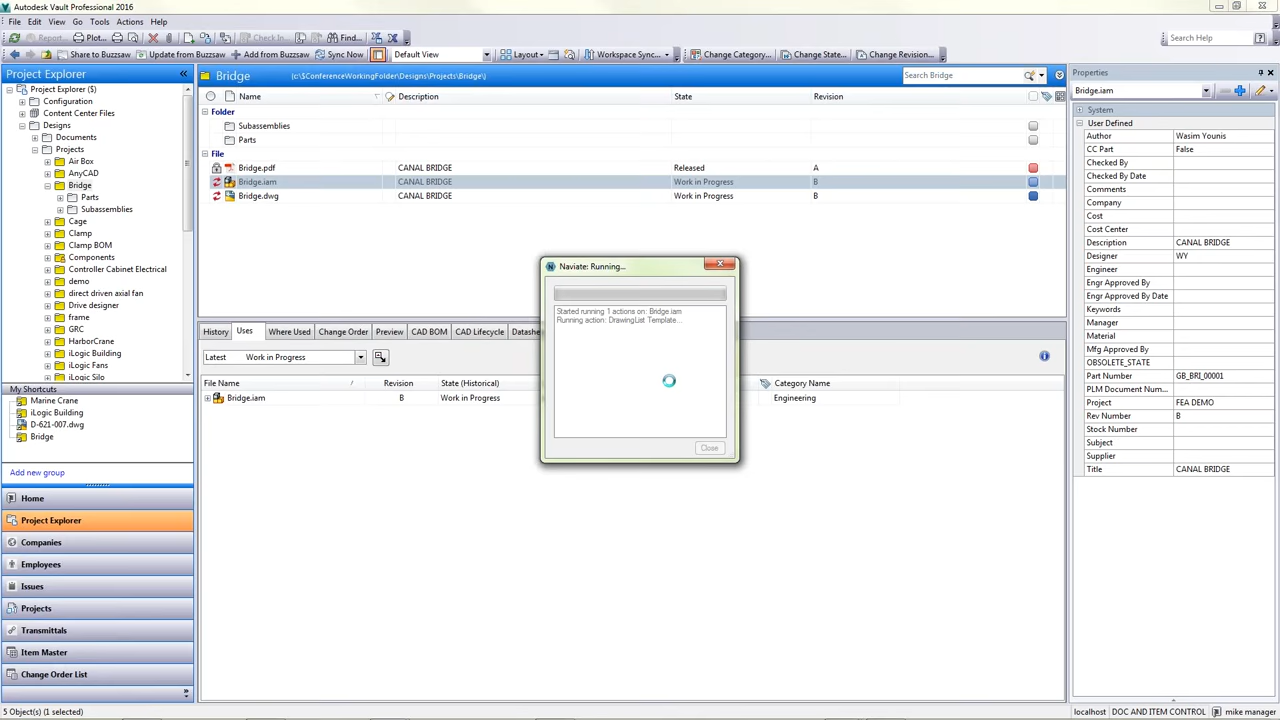 Autodesk Vault Professional 2016
File Edit View Go Tools Actions Help
Report... Plot... Check In... Find... Search Help
Share to Buzzsaw Update from Buzzsaw Add from Buzzsaw Sync Now Default View Layout Workspace Sync... Change Category... Change State... Change Revision...
Project Explorer
Project Explorer ($)
Configuration
Content Center Files
Designs
Documents
Projects
Air Box
AnyCAD
Bridge
Parts
Subassemblies
Cage
Clamp
Clamp BOM
Components
Controller Cabinet Electrical
demo
direct driven axial fan
Drive designer
frame
GRC
HarborCrane
iLogic Building
iLogic Fans
iLogic Silo
My Shortcuts
Marine Crane
iLogic Building
D-621-007.dwg
Bridge
Add new group
Home
Project Explorer
Companies
Employees
Issues
Projects
Transmittals
Item Master
Change Order List
Bridge (c:\$ConferenceWorkingFolder\Designs\Projects\Bridge\) Search Bridge
Name Description State Revision
Folder
Subassemblies
Parts
File
Bridge.pdf CANAL BRIDGE Released A
Bridge.iam CANAL BRIDGE Work in Progress B
Bridge.dwg CANAL BRIDGE Work in Progress B
Naviate: Running...
Started running 1 actions on: Bridge.iam
Running action: DrawingList Template...
Close
History Uses Where Used Change Order Preview CAD BOM CAD Lifecycle Datashe
Latest Work in Progress
File Name Revision State (Historical) Category Name
Bridge.iam B Work in Progress Engineering
Properties
Bridge.iam
System
User Defined
Author Wasim Younis
CC Part False
Checked By
Comments
Company
Cost
Cost Center
Description CANAL BRIDGE
Designer WY
Engineer
Engr Approved By
Engr Approved By Date
Keywords
Manager
Material
Mfg Approved By
OBSOLETE_STATE
Part Number GB_BRI_00001
PLM Document Num...
Project FEA DEMO
Rev Number B
Stock Number
Subject
Supplier
Title CANAL BRIDGE
5 Object(s) (1 selected) localhost DOC AND ITEM CONTROL mike manager